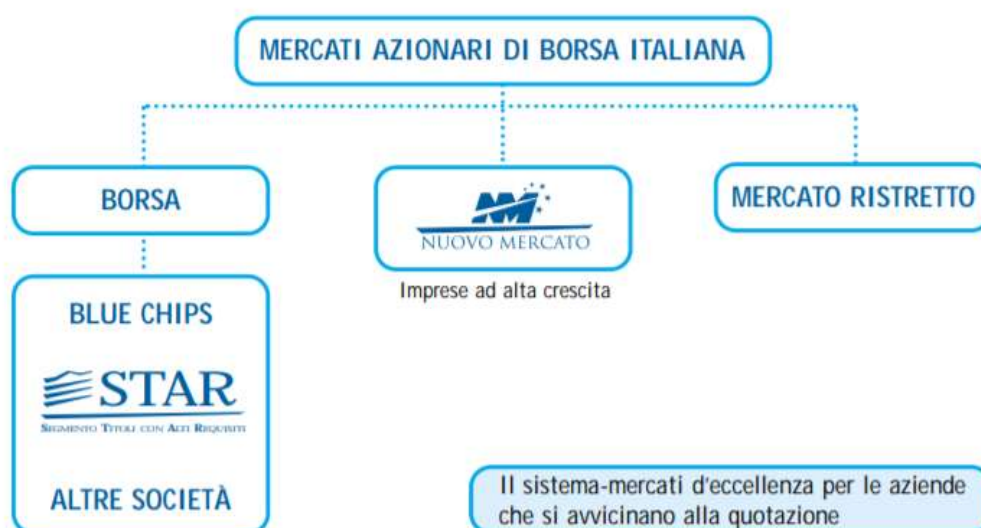 MERCATI AZIONARI DI BORSA ITALIANA
BORSA
NM
NUOVO MERCATO
MERCATO RISTRETTO
Imprese ad alta crescita
BLUE CHIPS
STAR
SEGMENTO TITOLI CON ALTI REQUISITI
ALTRE SOCIETÀ
Il sistema-mercati d'eccellenza per le aziende
che si avvicinano alla quotazione